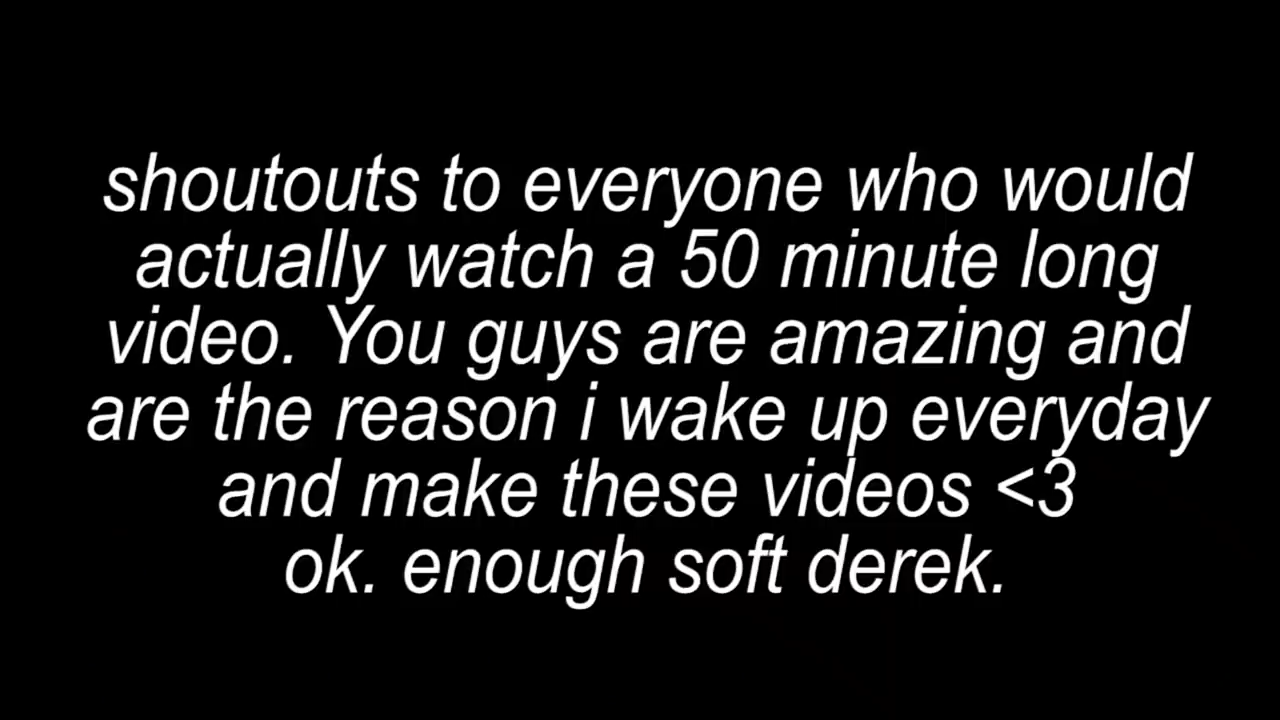 shoutouts to everyone who would
actually watch a 50 minute long
video. You guys are amazing and
are the reason i wake up everyday
and make these videos <3
ok. enough soft derek.